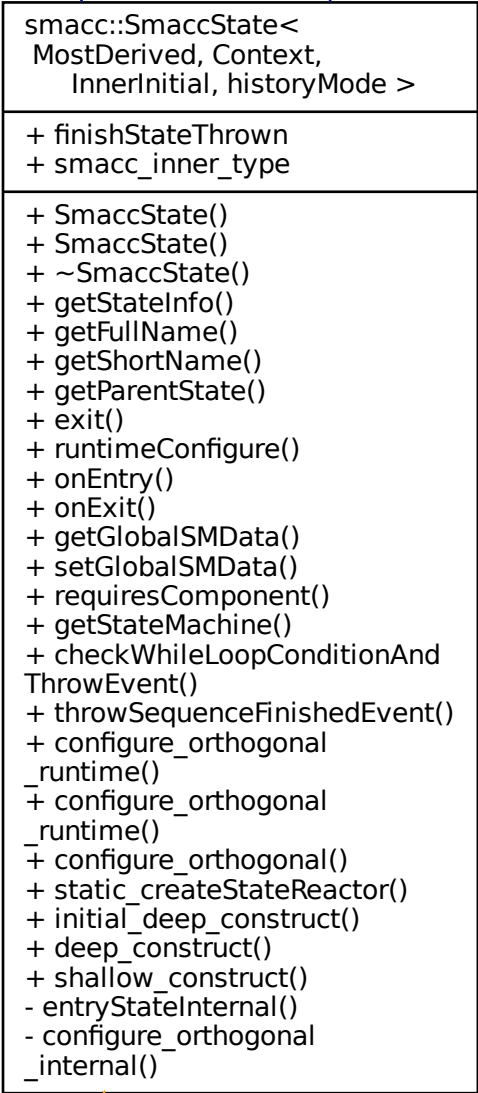 smacc::SmaccState<
MostDerived, Context,
InnerInitial, historyMode >
+ finishStateThrown
+ smacc_inner_type
+ SmaccState()
+ SmaccState()
+ ~SmaccState()
+ getStateInfo()
+ getFullName()
+ getShortName()
+ getParentState()
+ exit()
+ runtimeConfigure()
+ onEntry()
+ onExit()
+ getGlobalSMData()
+ setGlobalSMData()
+ requiresComponent()
+ getStateMachine()
+ checkWhileLoopConditionAnd
ThrowEvent()
+ throwSequenceFinishedEvent()
+ configure_orthogonal
_runtime()
+ configure_orthogonal
_runtime()
+ configure_orthogonal()
+ static_createStateReactor()
+ initial_deep_construct()
+ deep_construct()
+ shallow_construct()
- entryStateInternal()
- configure_orthogonal
_internal()